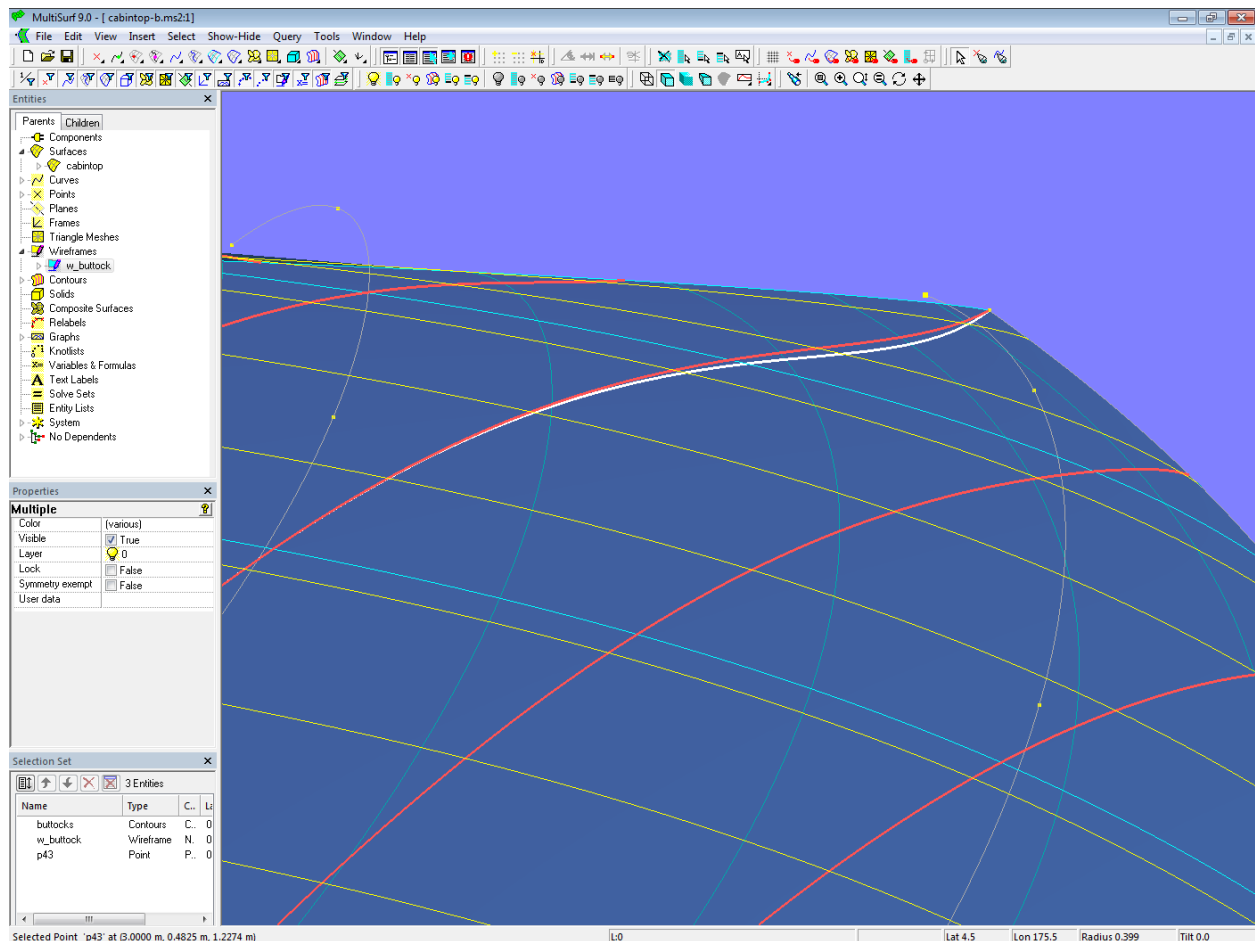 MultiSurf 9.0 - [ cabintop-b.ms2:1]
File Edit View Insert Select Show-Hide Query Tools Window Help
Entities
Parents Children
Components
Surfaces
cabintop
Curves
Points
Planes
Frames
Triangle Meshes
Wireframes
w_buttock
Contours
Solids
Composite Surfaces
Relabels
Graphs
Knotlists
Variables & Formulas
Text Labels
Solve Sets
Entity Lists
System
No Dependents
Properties
Multiple
Color (various)
Visible True
Layer 0
Lock False
Symmetry exempt False
User data
Selection Set
3 Entities
Name Type C.. La
buttocks Contours C.. 0
w_buttock Wireframe N. 0
p43 Point P.. 0
Selected Point 'p43' at (3.0000 m, 0.4825 m, 1.2274 m) L:0 Lat 4.5 Lon 175.5 Radius 0.399 Tilt 0.0